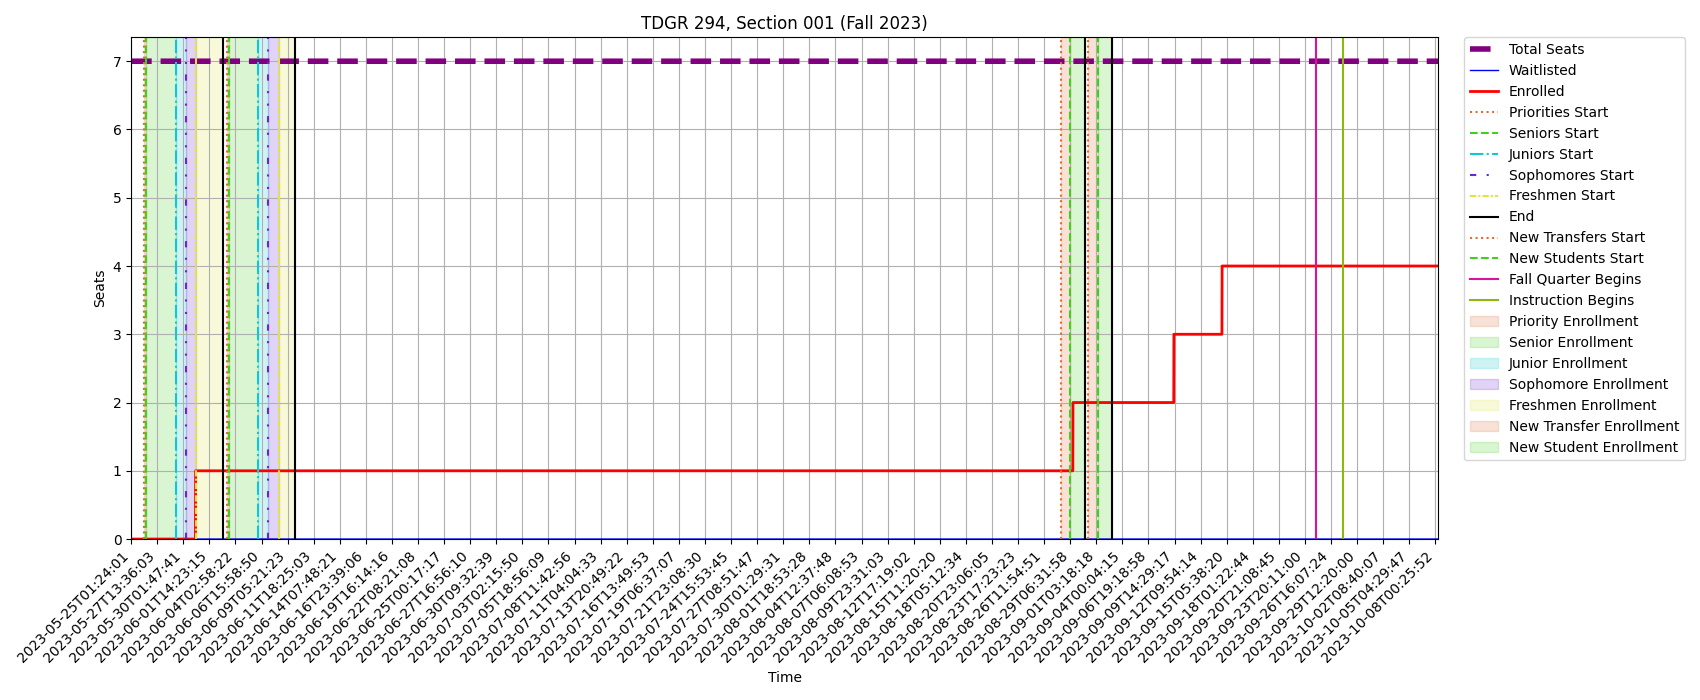 TDGR 294, Section 001 (Fall 2023)
Seats
7
6
5
4
3
2
1
0
2023-05-25T01:24:01
2023-05-27T13:36:03
2023-05-30T01:47:41
2023-06-01T14:23:15
2023-06-04T02:58:22
2023-06-06T15:58:50
2023-06-09T05:21:23
2023-06-11T18:25:03
2023-06-14T07:48:21
2023-06-16T23:39:06
2023-06-19T16:14:16
2023-06-22T08:21:08
2023-06-25T00:17:17
2023-06-27T16:56:10
2023-06-30T09:32:39
2023-07-03T02:15:50
2023-07-05T18:56:09
2023-07-08T11:42:56
2023-07-11T04:04:33
2023-07-13T20:49:22
2023-07-16T13:49:53
2023-07-19T06:37:07
2023-07-21T23:08:30
2023-07-24T15:53:45
2023-07-27T08:51:47
2023-07-30T01:29:31
2023-08-01T18:53:28
2023-08-04T12:37:48
2023-08-07T06:08:53
2023-08-09T23:31:03
2023-08-12T17:19:02
2023-08-15T11:20:20
2023-08-18T05:12:34
2023-08-20T23:06:05
2023-08-23T17:23:23
2023-08-26T11:54:51
2023-08-29T06:31:58
2023-09-01T03:18:18
2023-09-04T00:04:15
2023-09-06T19:18:58
2023-09-09T14:29:17
2023-09-12T09:54:14
2023-09-15T05:38:20
2023-09-18T01:22:44
2023-09-20T21:08:45
2023-09-23T20:11:00
2023-09-26T16:07:24
2023-09-29T12:20:00
2023-10-02T08:40:07
2023-10-05T04:29:47
2023-10-08T00:25:52
Time
Total Seats
Waitlisted
Enrolled
Priorities Start
Seniors Start
Juniors Start
Sophomores Start
Freshmen Start
End
New Transfers Start
New Students Start
Fall Quarter Begins
Instruction Begins
Priority Enrollment
Senior Enrollment
Junior Enrollment
Sophomore Enrollment
Freshmen Enrollment
New Transfer Enrollment
New Student Enrollment